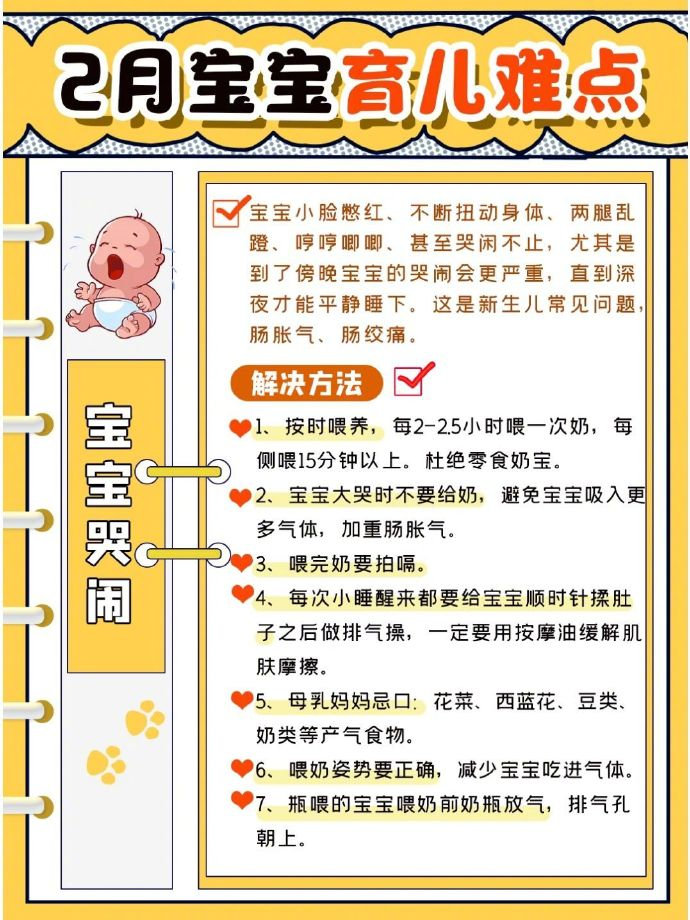 2月宝宝育儿难点
宝宝小脸憋红、不断扭动身体、两腿乱
蹬、哼哼唧唧、甚至哭闹不止，尤其是
到了傍晚宝宝的哭闹会更严重，直到深
夜才能平静睡下。这是新生儿常见问题，
肠胀气、肠绞痛。
宝宝哭闹
解决方法
1、按时喂养，每2-2.5小时喂一次奶，每
侧喂15分钟以上。杜绝零食奶宝。
2、宝宝大哭时不要给奶，避免宝宝吸入更
多气体，加重肠胀气。
3、喂完奶要拍嗝。
4、每次小睡醒来都要给宝宝顺时针揉肚
子之后做排气操，一定要用按摩油缓解肌
肤摩擦。
5、母乳妈妈忌口：花菜、西蓝花、豆类、
奶类等产气食物。
6、喂奶姿势要正确，减少宝宝吃进气体。
7、瓶喂的宝宝喂奶前奶瓶放气，排气孔
朝上。